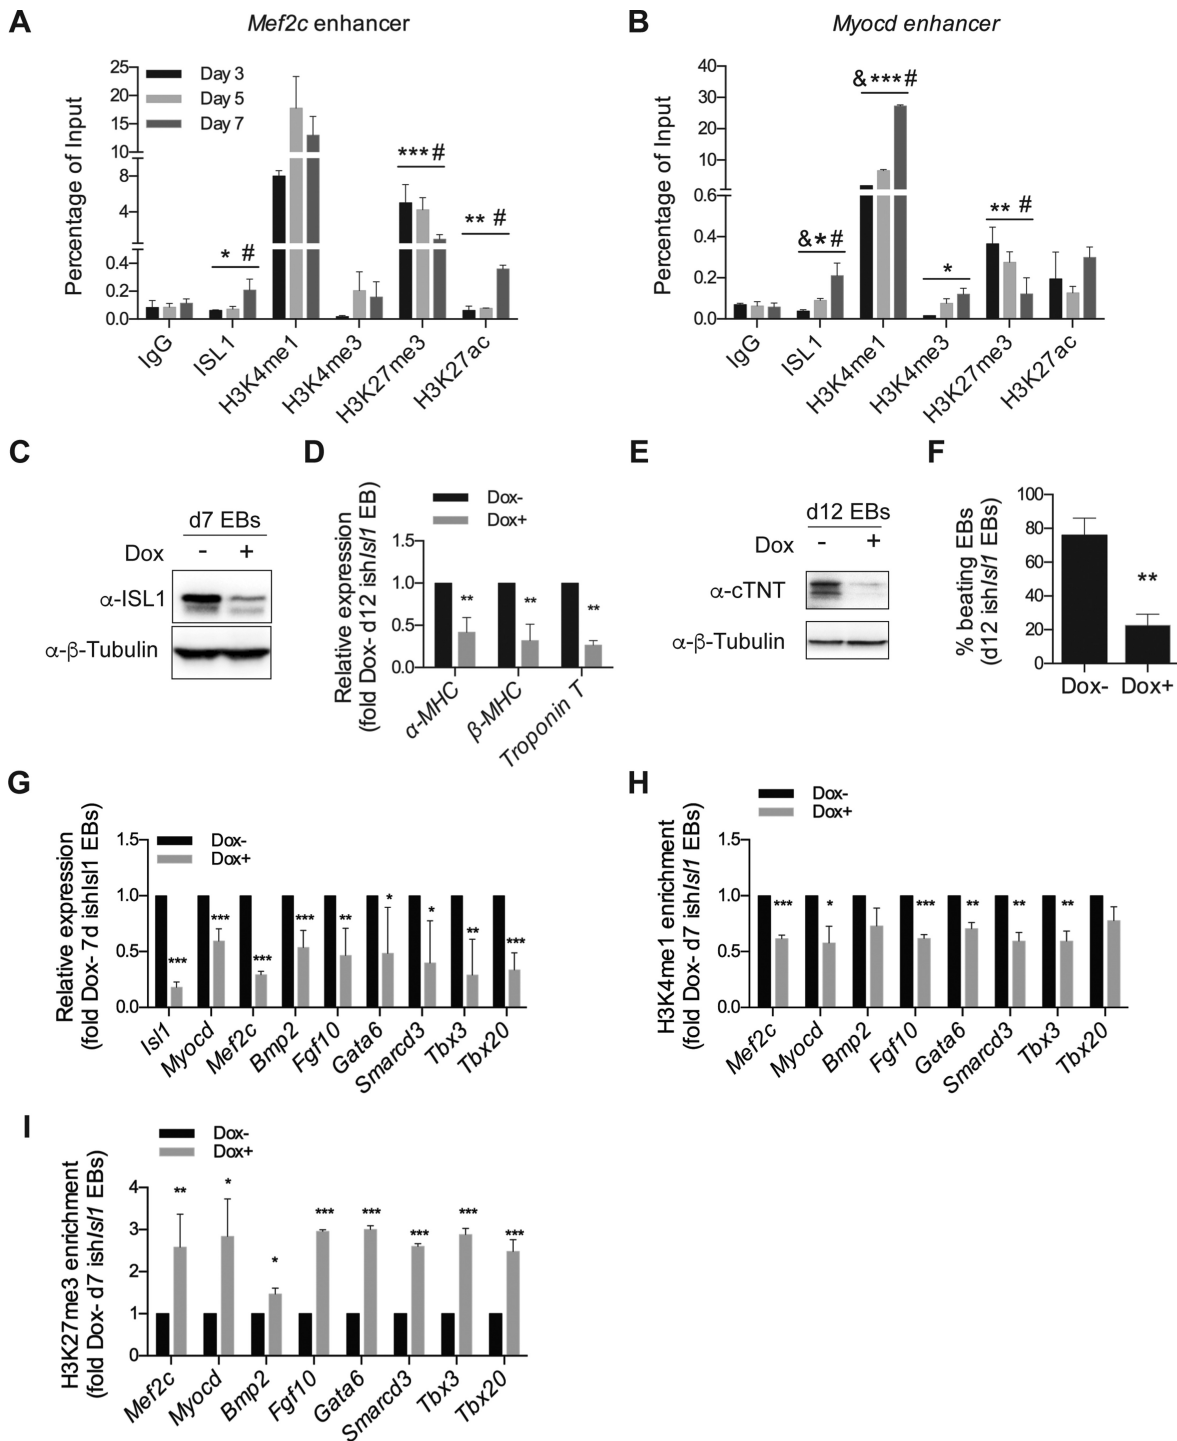 A
Mef2c enhancer
Percentage of Input
25
20
15
10
8
4
0.4
0.2
0.0
Day 3
Day 5
Day 7
* #
*** #
** #
IgG
ISL1
H3K4me1
H3K4me3
H3K27me3
H3K27ac
B
Myocd enhancer
Percentage of Input
40
30
20
10
0.6
0.4
0.2
0.0
&*#
& ***#
*
** #
IgG
ISL1
H3K4me1
H3K4me3
H3K27me3
H3K27ac
C
d7 EBs
Dox - +
α-ISL1
α-β-Tubulin
D
Relative expression
(fold Dox- d12 ishIsl1 EB)
Dox-
Dox+
1.5
1.0
0.5
0.0
**
**
**
α-MHC
β-MHC
Troponin T
E
d12 EBs
Dox - +
α-cTNT
α-β-Tubulin
F
% beating EBs
(d12 ishIsl1 EBs)
100
80
60
40
20
0
**
Dox- Dox+
G
Relative expression
(fold Dox- 7d ishIsl1 EBs)
Dox-
Dox+
1.5
1.0
0.5
0.0
***
***
***
***
**
*
*
**
***
Isl1
Myocd
Mef2c
Bmp2
Fgf10
Gata6
Smarcd3
Tbx3
Tbx20
H
H3K4me1 enrichment
(fold Dox- d7 ishIsl1 EBs)
Dox-
Dox+
1.5
1.0
0.5
0.0
***
*
***
**
**
**
Mef2c
Myocd
Bmp2
Fgf10
Gata6
Smarcd3
Tbx3
Tbx20
I
H3K27me3 enrichment
(fold Dox- d7 ishIsl1 EBs)
Dox-
Dox+
4
3
2
1
0
**
*
*
***
***
***
***
***
Mef2c
Myocd
Bmp2
Fgf10
Gata6
Smarcd3
Tbx3
Tbx20